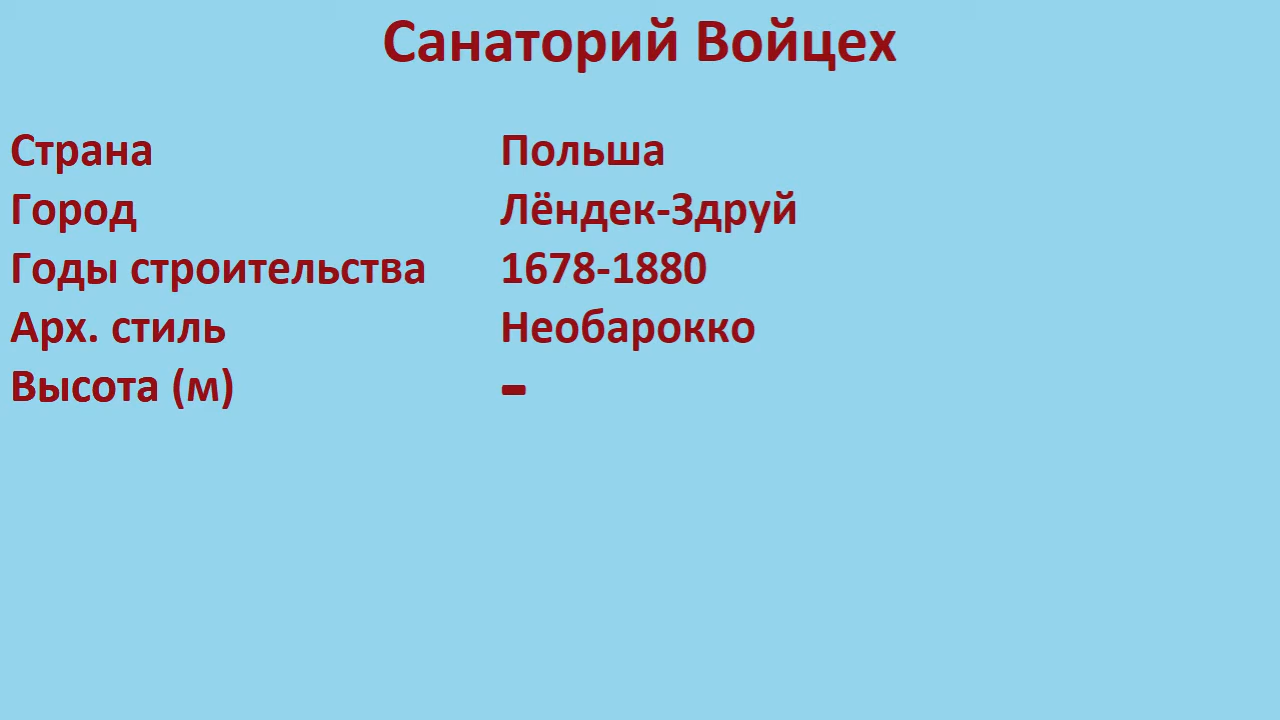 Санаторий Войцех
Страна Польша
Город Лёндек-Здруй
Годы строительства 1678-1880
Арх. стиль Необарокко
Высота (м) -